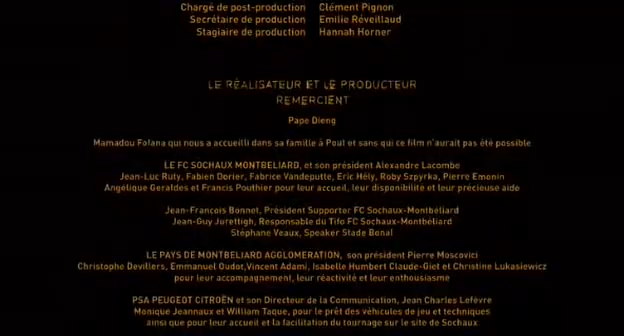 Chargé de post-production Clément Pignon
Secrétaire de production Emilie Réveillaud
Stagiaire de production Hannah Horner
LE RÉALISATEUR ET LE PRODUCTEUR
REMERCIENT
Pape Dieng
Mamadou Fofana qui nous a accueilli dans sa famille à Pout et sans qui ce film n'aurait pas été possible
LE FC SOCHAUX MONTBELIARD, et son président Alexandre Lacombe
Jean-Luc Ruty, Fabien Dorier, Fabrice Vandeputte, Eric Hély, Roby Szpyrka, Pierre Emonin
Angélique Geraldes et Francis Pouthier pour leur accueil, leur disponibilité et leur précieuse aide
Jean-François Bonnet, Président Supporter FC Sochaux-Montbéliard
Jean-Guy Jurettigh, Responsable du Tifo FC Sochaux-Montbéliard
Stéphane Veaux, Speaker Stade Bonal
LE PAYS DE MONTBELIARD AGGLOMERATION, son président Pierre Moscovici
Christophe Devillers, Emmanuel Oudot,Vincent Adami, Isabelle Humbert Claude-Giet et Christine Lukasiewicz
pour leur accompagnement, leur réactivité et leur enthousiasme
PSA PEUGEOT CITROËN et son Directeur de la Communication, Jean Charles Lefèvre
Monique Jeannaux et William Taque, pour le prêt des véhicules de jeu et techniques
ainsi que pour leur accueil et la facilitation du tournage sur le site de Sochaux